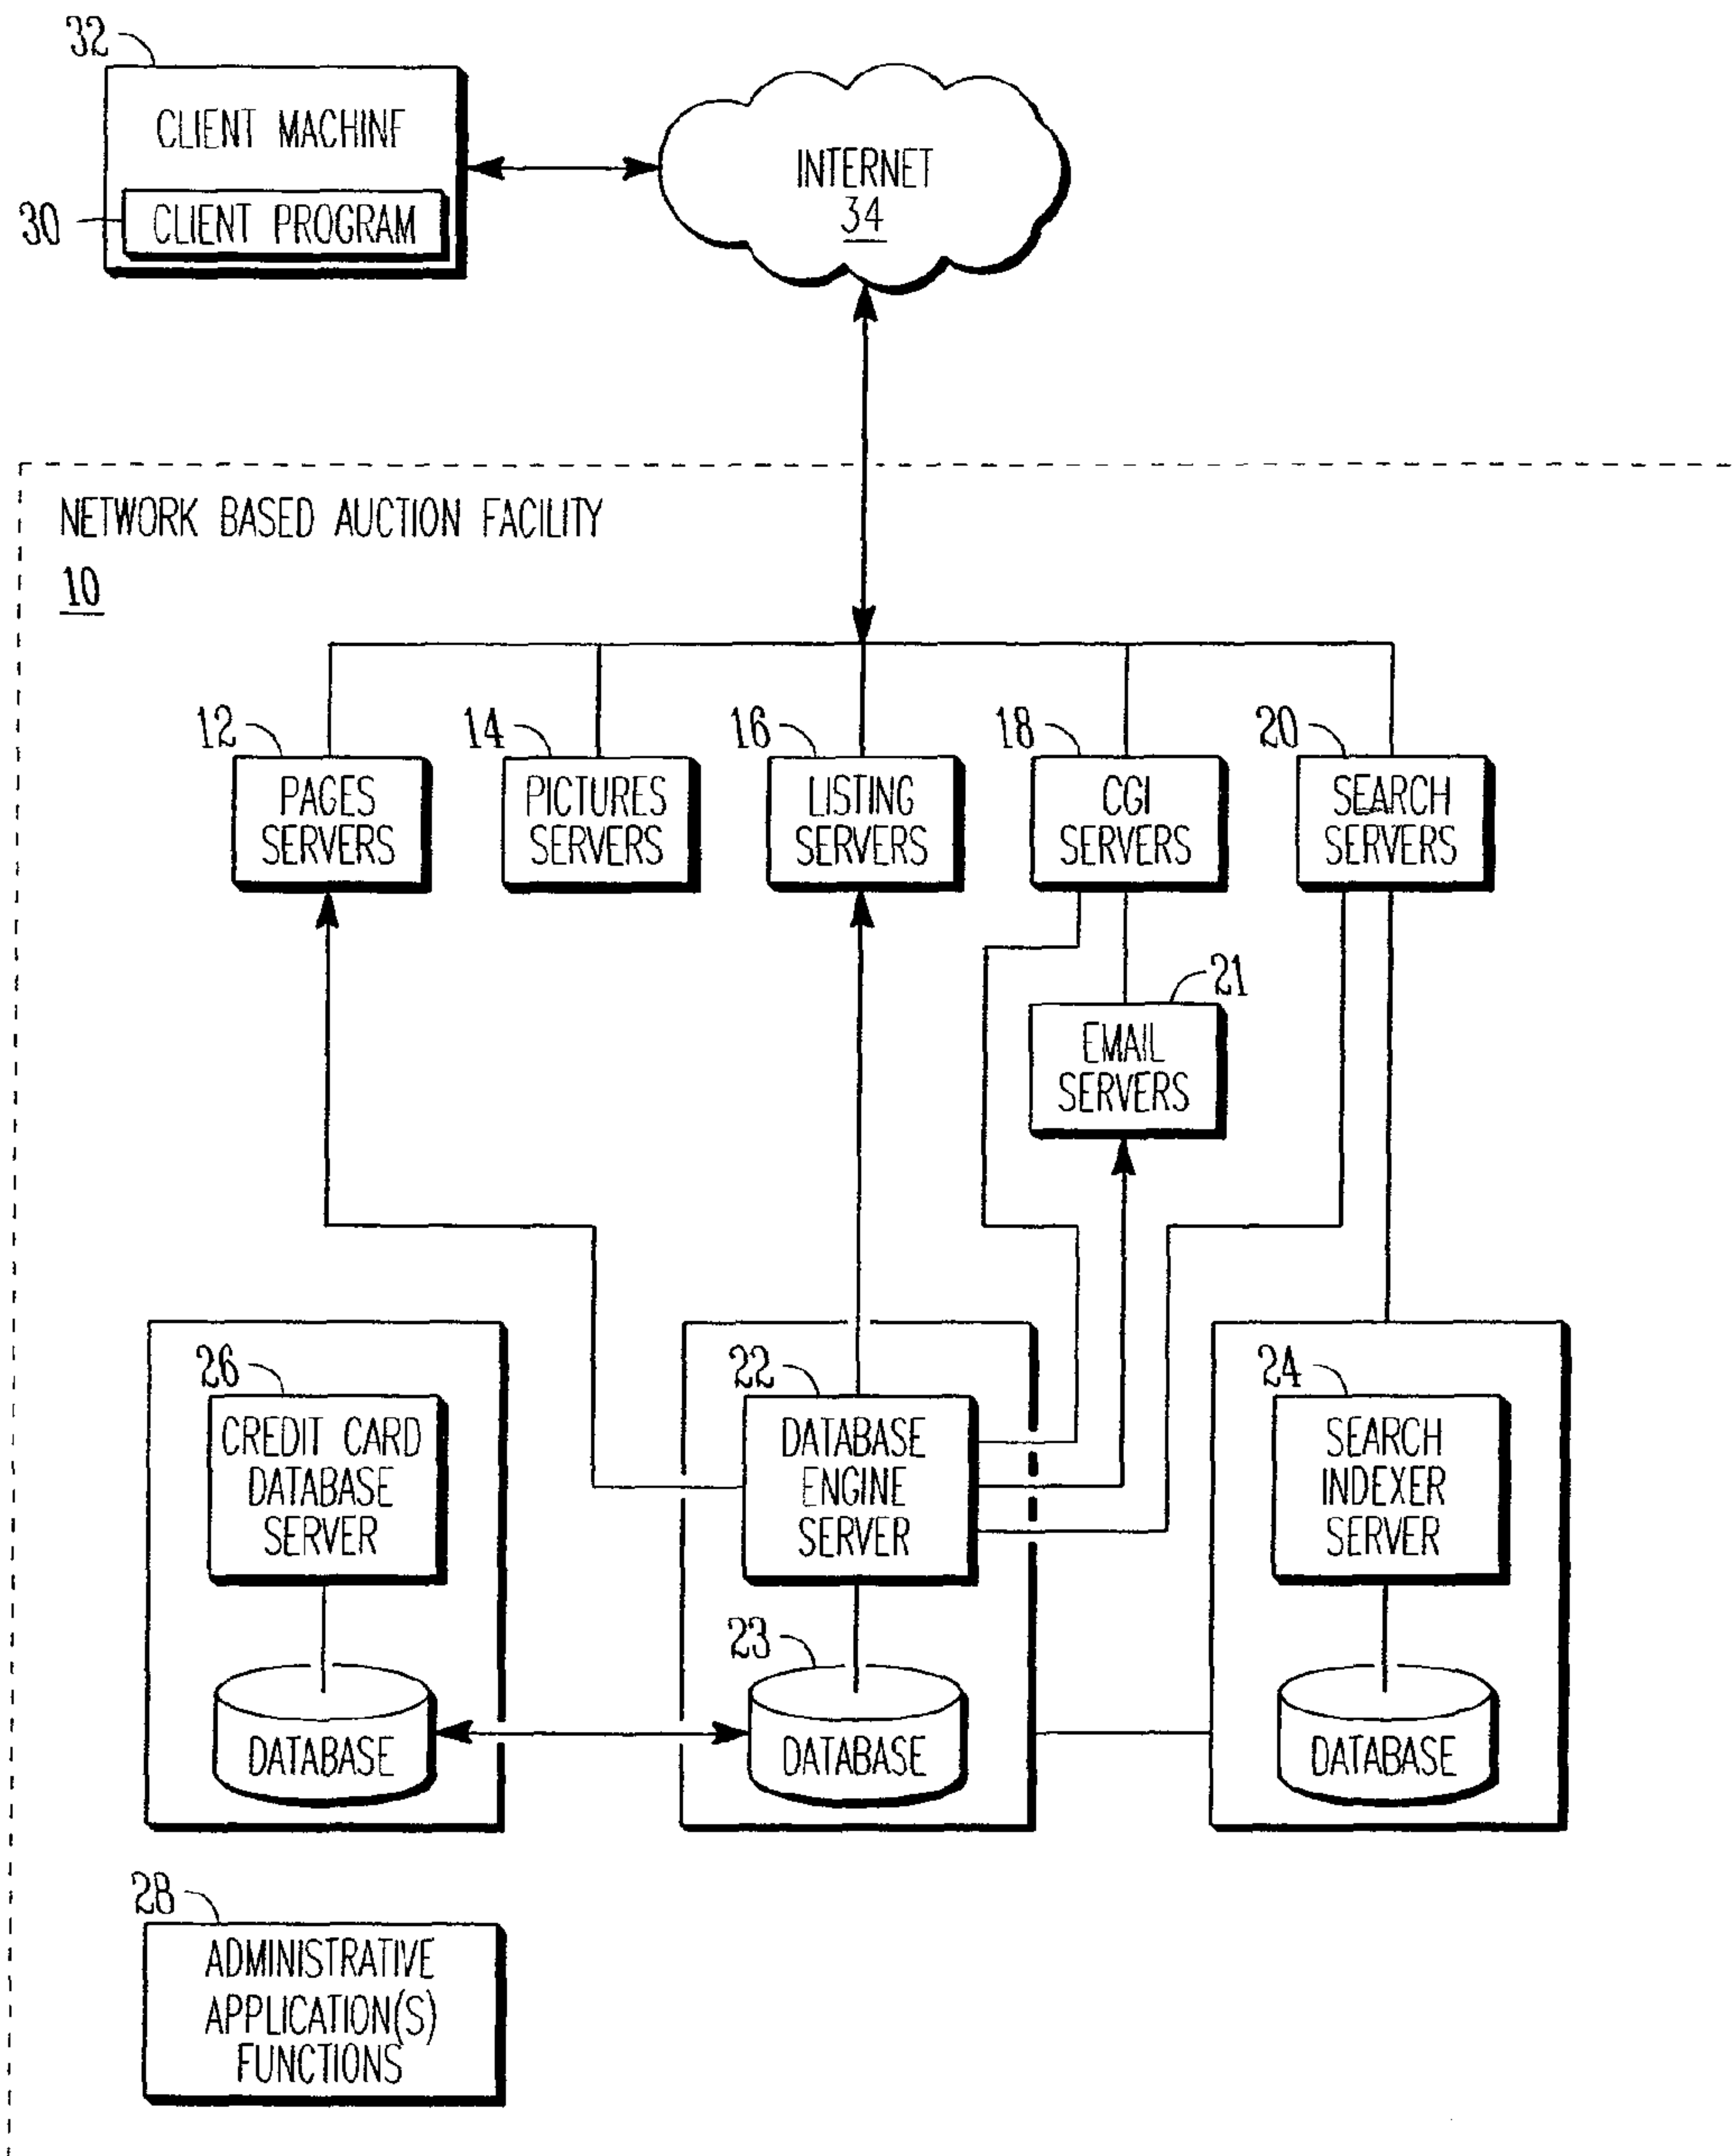 32
CLIENT MACHINE
30
CLIENT PROGRAM
INTERNET
34
NETWORK BASED AUCTION FACILITY
10
12
PAGES
SERVERS
14
PICTURES
SERVERS
16
LISTING
SERVERS
18
CGI
SERVERS
20
SEARCH
SERVERS
21
EMAIL
SERVERS
26
CREDIT CARD
DATABASE
SERVER
22
DATABASE
ENGINE
SERVER
24
SEARCH
INDEXER
SERVER
DATABASE
23
DATABASE
DATABASE
28
ADMINISTRATIVE
APPLICATION(S)
FUNCTIONS